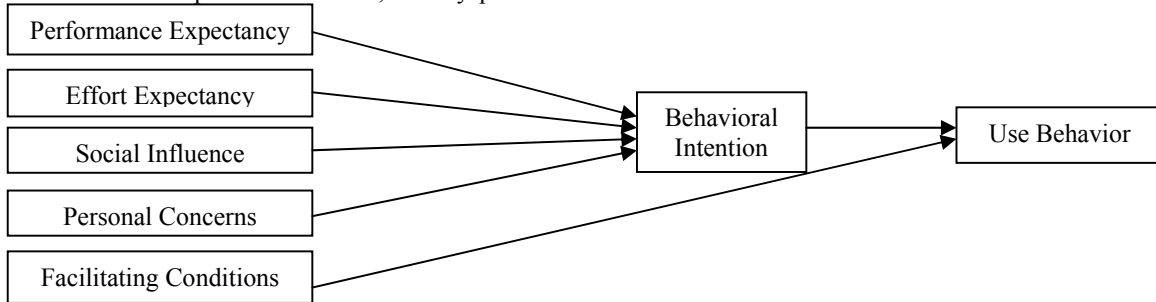 Performance Expectancy
Effort Expectancy
Social Influence
Personal Concerns
Facilitating Conditions
Behavioral
Intention
Use Behavior